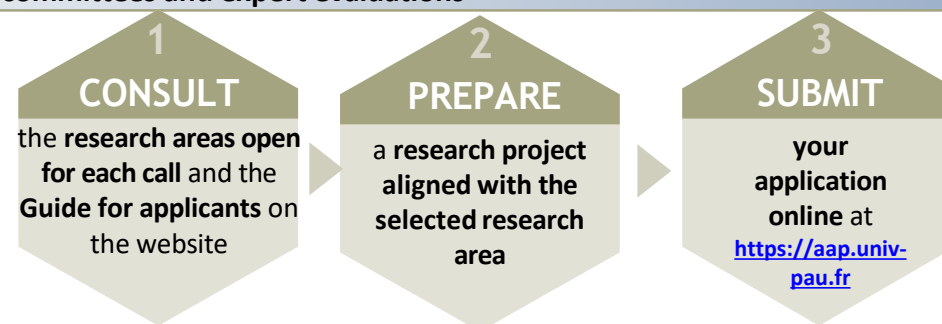 committees and expert evaluations
1
CONSULT
the research areas open
for each call and the
Guide for applicants on
the website
2
PREPARE
a research project
aligned with the
selected research
area
3
SUBMIT
your
application
online at
https://aap.univ-
pau.fr